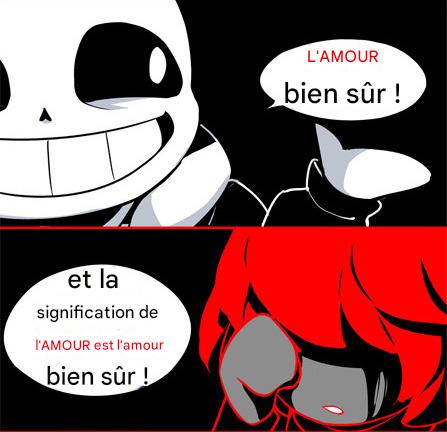 L'AMOUR
bien sûr !
et la
signification de
l'AMOUR est l'amour
bien sûr !